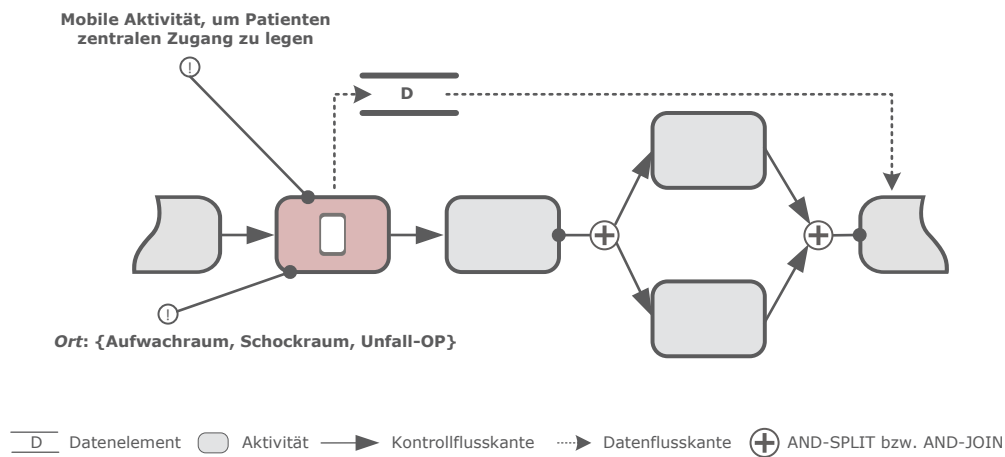 Mobile Aktivität, um Patienten
zentralen Zugang zu legen
!
D
!
Ort: {Aufwachraum, Schockraum, Unfall-OP}
D Datenelement Aktivität Kontrollflusskante Datenflusskante AND-SPLIT bzw. AND-JOIN